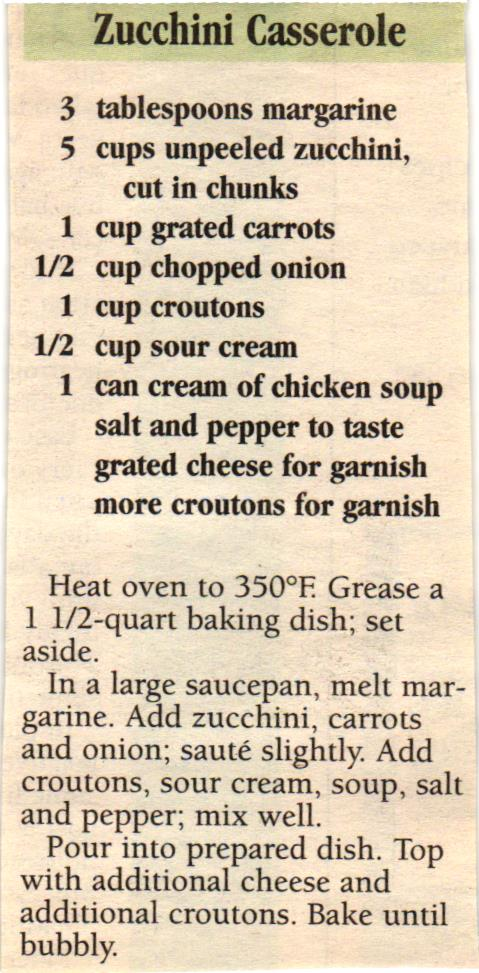 Zucchini Casserole
3 tablespoons margarine
5 cups unpeeled zucchini,
cut in chunks
1 cup grated carrots
1/2 cup chopped onion
1 cup croutons
1/2 cup sour cream
1 can cream of chicken soup
salt and pepper to taste
grated cheese for garnish
more croutons for garnish
Heat oven to 350°F. Grease a
1 1/2-quart baking dish; set
aside.
In a large saucepan, melt mar-
garine. Add zucchini, carrots
and onion; sauté slightly. Add
croutons, sour cream, soup, salt
and pepper; mix well.
Pour into prepared dish. Top
with additional cheese and
additional croutons. Bake until
bubbly.